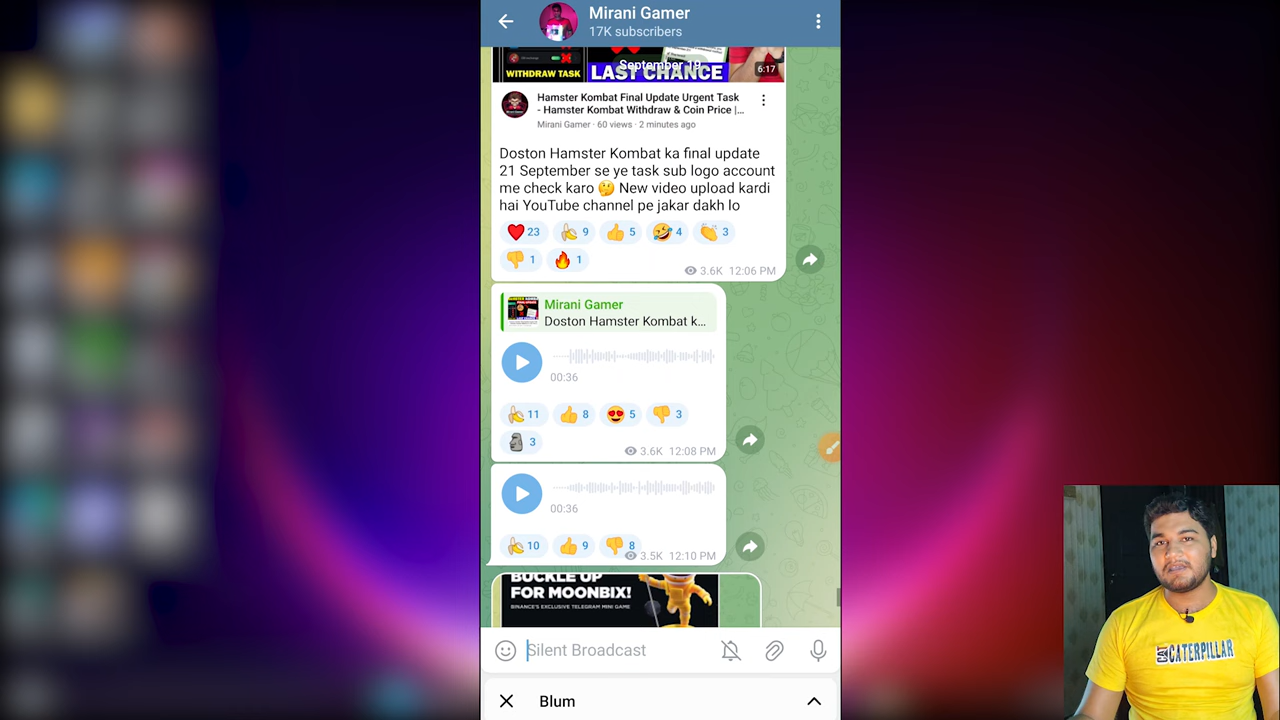 Mirani Gamer
17K subscribers
September 19
WITHDRAW TASK
LAST CHANCE
6:17
Hamster Kombat Final Update Urgent Task
- Hamster Kombat Withdraw & Coin Price |...
Mirani Gamer · 60 views · 2 minutes ago
Doston Hamster Kombat ka final update
21 September se ye task sub logo account
me check karo 🤔 New video upload kardi
hai YouTube channel pe jakar dakh lo
❤️ 23 🍌 9 👍 5 🤣 4 👏 3
👎 1 🔥 1
3.6K 12:06 PM
Mirani Gamer
Doston Hamster Kombat k...
00:36
🍌 11 👍 8 😍 5 👎 3
🗿 3
3.6K 12:08 PM
00:36
🍌 10 👍 9 👎 8
3.5K 12:10 PM
BUCKLE UP
FOR MOONBIX!
BINANCE'S EXCLUSIVE TELEGRAM MINI GAME
Silent Broadcast
Blum
CAT CATERPILLAR